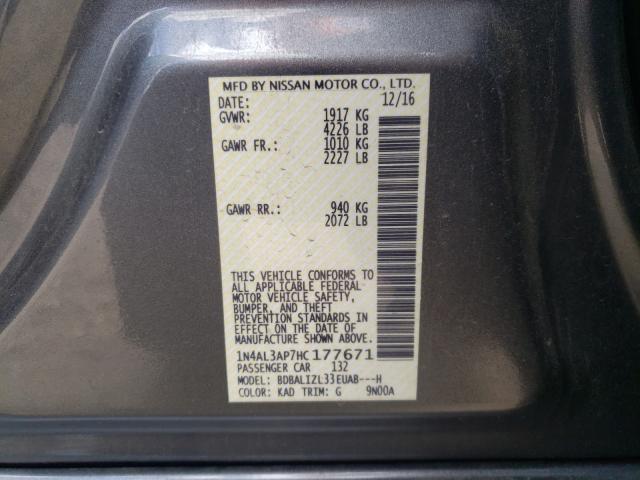 MFD BY NISSAN MOTOR CO., LTD.
DATE: 12/16
GVWR: 1917 KG
4226 LB
GAWR FR.: 1010 KG
2227 LB
GAWR RR.: 940 KG
2072 LB
THIS VEHICLE CONFORMS TO
ALL APPLICABLE FEDERAL
MOTOR VEHICLE SAFETY,
BUMPER, AND THEFT
PREVENTION STANDARDS IN
EFFECT ON THE DATE OF
MANUFACTURE SHOWN ABOVE.
1N4AL3AP7HC177671
PASSENGER CAR 132
MODEL: BDBALIZL33EUAB---H
COLOR: KAD TRIM: G 9N00A